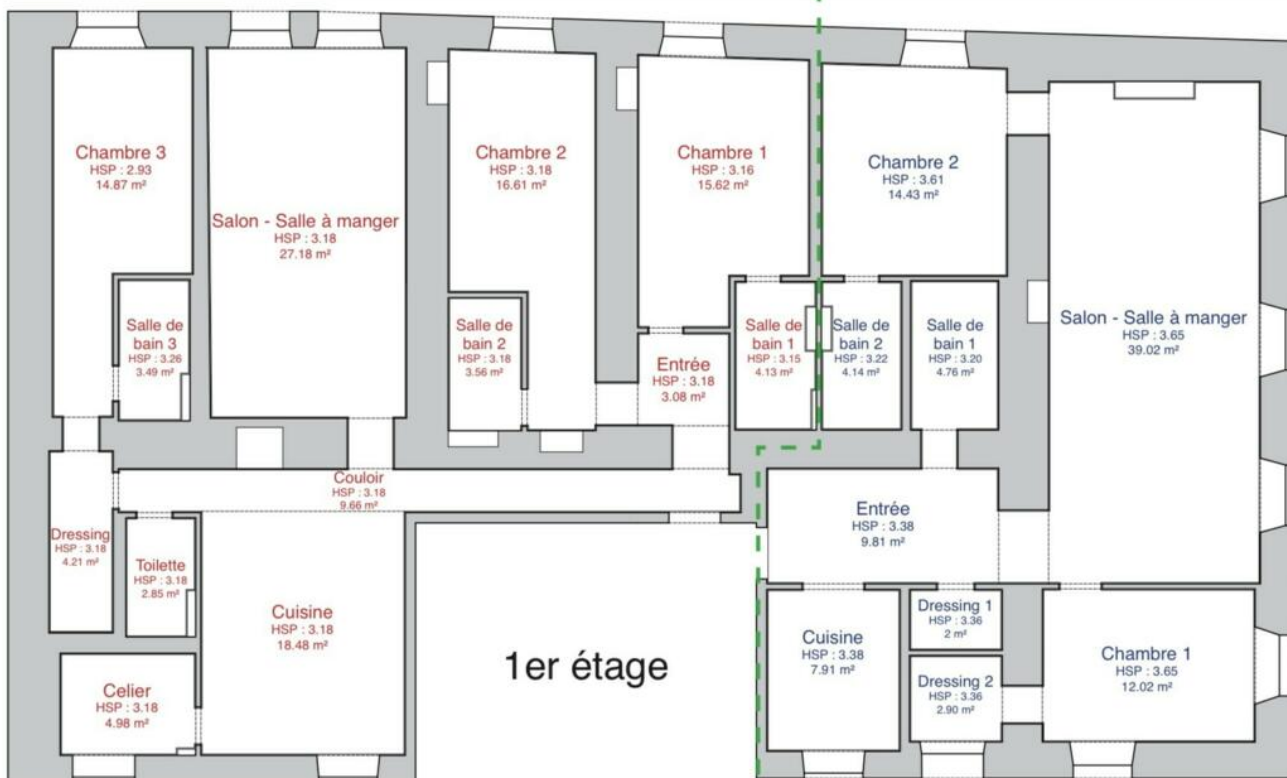 Chambre 3
HSP : 2.93
14.87 m²
Salon - Salle à manger
HSP : 3.18
27.18 m²
Chambre 2
HSP : 3.18
16.61 m²
Chambre 1
HSP : 3.16
15.62 m²
Chambre 2
HSP : 3.61
14.43 m²
Salle de
bain 3
HSP : 3.26
3.49 m²
Salle de
bain 2
HSP : 3.18
3.56 m²
Entrée
HSP : 3.18
3.08 m²
Salle de
bain 1
HSP : 3.15
4.13 m²
Salle de
bain 2
HSP : 3.22
4.14 m²
Salle de
bain 1
HSP : 3.20
4.76 m²
Salon - Salle à manger
HSP : 3.65
39.02 m²
Couloir
HSP : 3.18
9.66 m²
Entrée
HSP : 3.38
9.81 m²
Dressing
HSP : 3.18
4.21 m²
Toilette
HSP : 3.18
2.85 m²
Cuisine
HSP : 3.18
18.48 m²
1er étage
Cuisine
HSP : 3.38
7.91 m²
Dressing 1
HSP : 3.36
2 m²
Dressing 2
HSP : 3.36
2.90 m²
Chambre 1
HSP : 3.65
12.02 m²
Celier
HSP : 3.18
4.98 m²